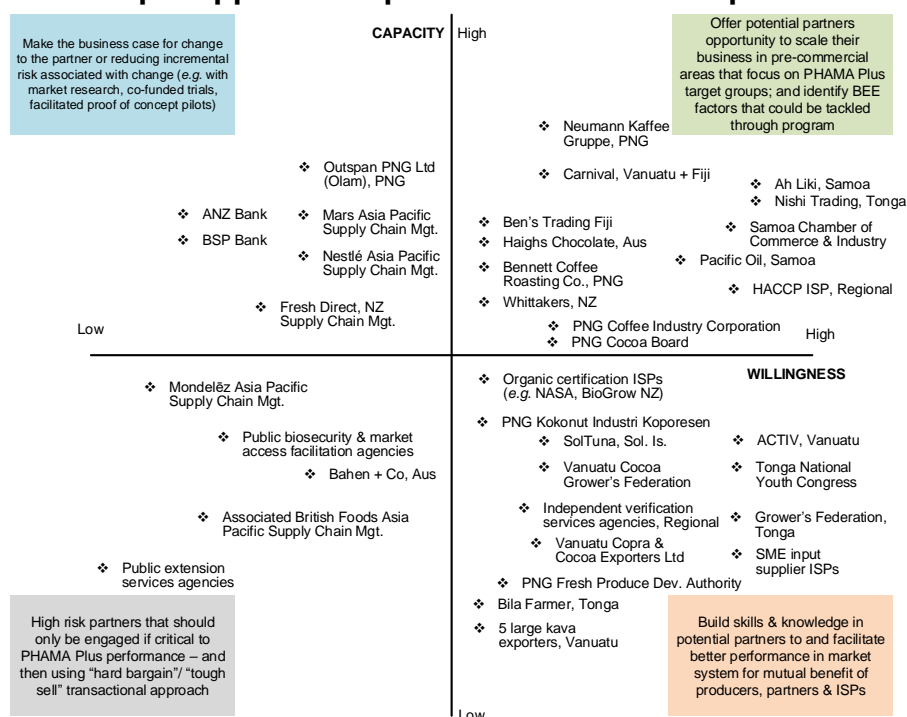 Make the business case for change
to the partner or reducing incremental
risk associated with change (e.g. with
market research, co-funded trials,
facilitated proof of concept pilots)
CAPACITY
High
Offer potential partners
opportunity to scale their
business in pre-commercial
areas that focus on PHAMA Plus
target groups; and identify BEE
factors that could be tackled
through program
❖ Outspan PNG Ltd
(Olam), PNG
❖ ANZ Bank
❖ Mars Asia Pacific
Supply Chain Mgt.
❖ BSP Bank
❖ Nestlé Asia Pacific
Supply Chain Mgt.
❖ Fresh Direct, NZ
Supply Chain Mgt.
Low
❖ Neumann Kaffee
Gruppe, PNG
❖ Carnival, Vanuatu + Fiji
❖ Ah Liki, Samoa
❖ Nishi Trading, Tonga
❖ Ben's Trading Fiji
❖ Samoa Chamber of
Commerce & Industry
❖ Haighs Chocolate, Aus
❖ Pacific Oil, Samoa
❖ Bennett Coffee
Roasting Co., PNG
❖ HACCP ISP, Regional
❖ Whittakers, NZ
❖ PNG Coffee Industry Corporation
❖ PNG Cocoa Board
High
WILLINGNESS
❖ Mondelēz Asia Pacific
Supply Chain Mgt.
❖ Public biosecurity & market
access facilitation agencies
❖ Bahen + Co, Aus
❖ Associated British Foods Asia
Pacific Supply Chain Mgt.
❖ Public extension
services agencies
❖ Organic certification ISPs
(e.g. NASA, BioGrow NZ)
❖ PNG Kokonut Industri Koporesen
❖ SolTuna, Sol. Is.
❖ ACTIV, Vanuatu
❖ Vanuatu Cocoa
Grower's Federation
❖ Tonga National
Youth Congress
❖ Independent verification
services agencies, Regional
❖ Grower's Federation,
Tonga
❖ Vanuatu Copra &
Cocoa Exporters Ltd
❖ SME input
supplier ISPs
❖ PNG Fresh Produce Dev. Authority
❖ Bila Farmer, Tonga
❖ 5 large kava
exporters, Vanuatu
High risk partners that should
only be engaged if critical to
PHAMA Plus performance – and
then using "hard bargain"/ "tough
sell" transactional approach
Build skills & knowledge in
potential partners to and facilitate
better performance in market
system for mutual benefit of
producers, partners & ISPs
Low